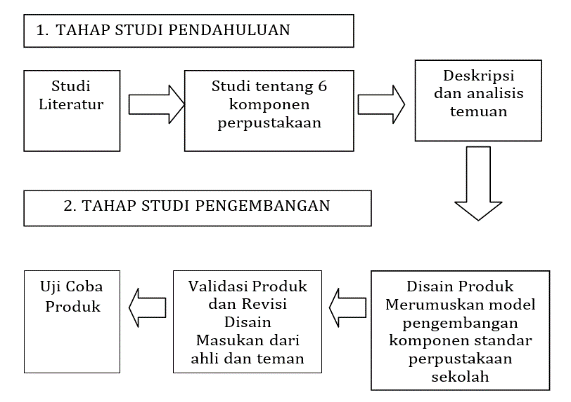 1. TAHAP STUDI PENDAHULUAN
Studi
Literatur
Studi tentang 6
komponen
perpustakaan
Deskripsi
dan analisis
temuan
2. TAHAP STUDI PENGEMBANGAN
Uji Coba
Produk
Validasi Produk
dan Revisi
Disain
Masukan dari
ahli dan teman
Disain Produk
Merumuskan model
pengembangan
komponen standar
perpustakaan
sekolah